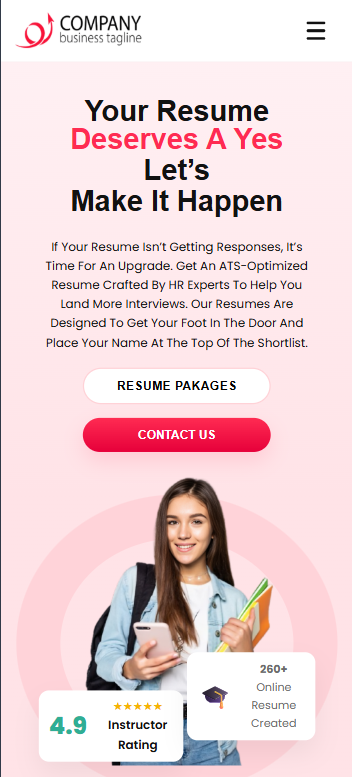 COMPANY
business tagline
Your Resume
Deserves A Yes
Let’s
Make It Happen
If Your Resume Isn’t Getting Responses, It’s
Time For An Upgrade. Get An ATS-Optimized
Resume Crafted By HR Experts To Help You
Land More Interviews. Our Resumes Are
Designed To Get Your Foot In The Door And
Place Your Name At The Top Of The Shortlist.
RESUME PAKAGES
CONTACT US
260+
Online
Resume
Created
4.9
★★★★★
Instructor
Rating